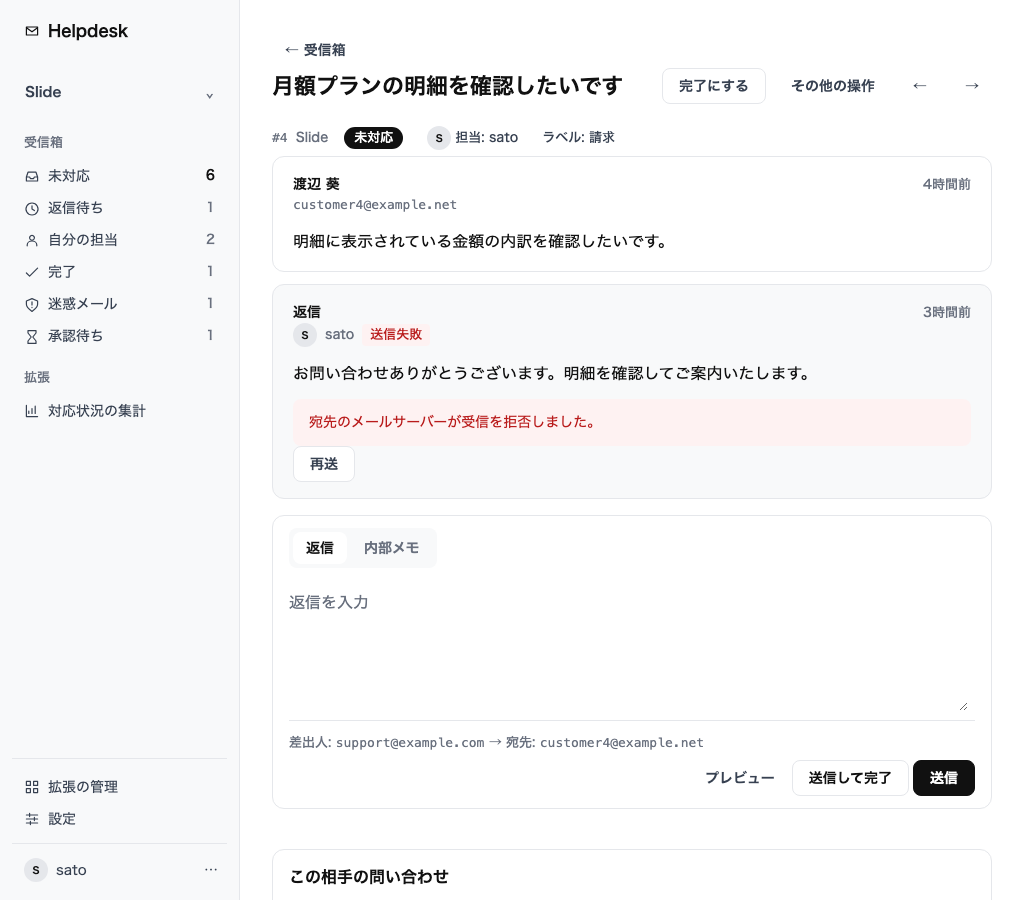 Helpdesk
Slide
受信箱
未対応 6
返信待ち 1
自分の担当 2
完了 1
迷惑メール 1
承認待ち 1
拡張
対応状況の集計
拡張の管理
設定
S sato ...
← 受信箱
月額プランの明細を確認したいです 完了にする その他の操作 ← →
#4 Slide 未対応 S 担当: sato ラベル: 請求
渡辺 葵 4時間前
customer4@example.net
明細に表示されている金額の内訳を確認したいです。
返信 3時間前
S sato 送信失敗
お問い合わせありがとうございます。明細を確認してご案内いたします。
宛先のメールサーバーが受信を拒否しました。
再送
返信 内部メモ
返信を入力
差出人: support@example.com → 宛先: customer4@example.net
プレビュー 送信して完了 送信
この相手の問い合わせ